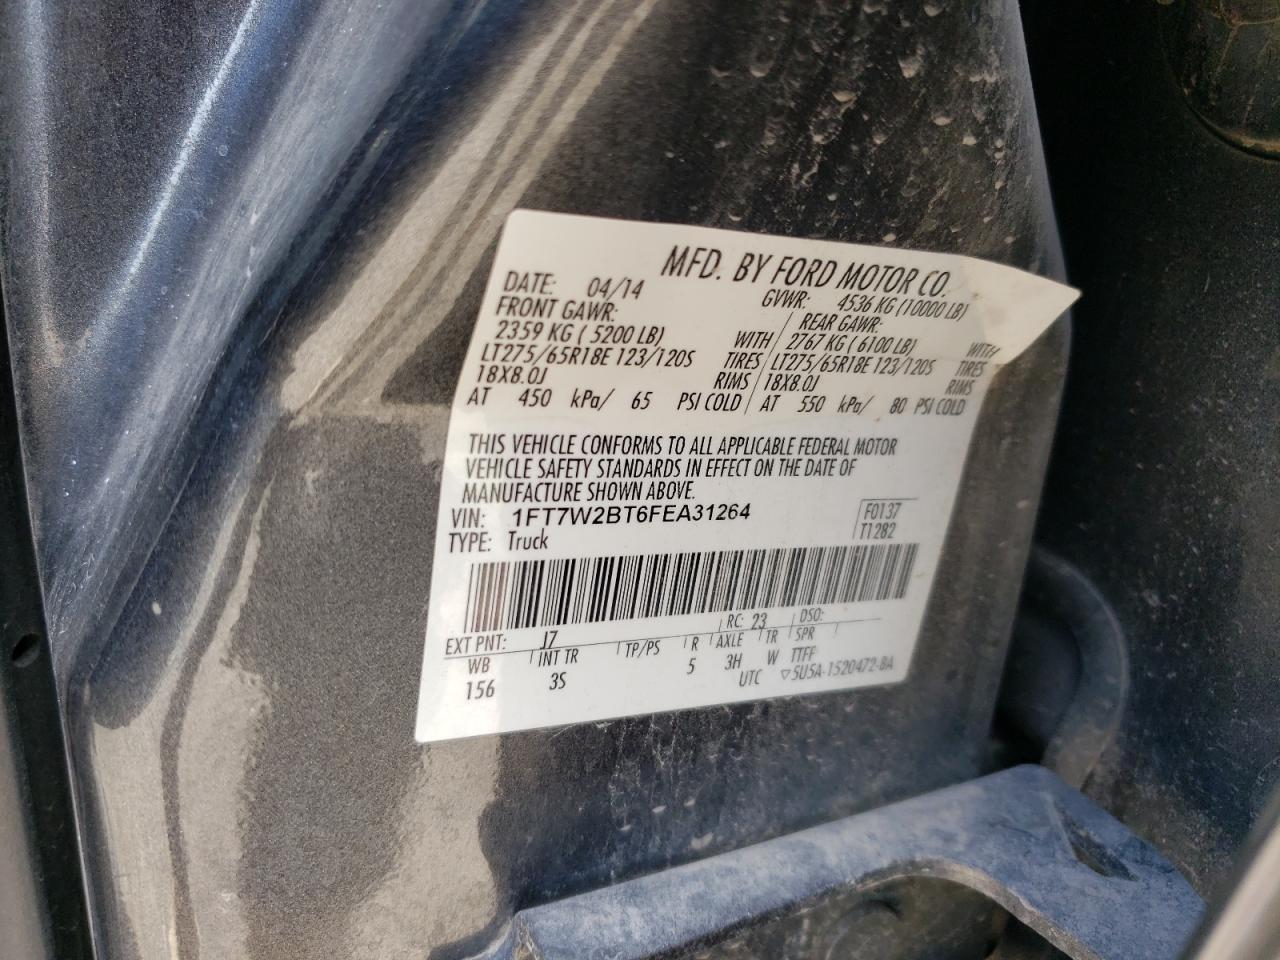 MFD. BY FORD MOTOR CO.
DATE: 04/14 GVWR: 4536 KG (10000 LB)
FRONT GAWR: REAR GAWR:
2359 KG ( 5200 LB) WITH 2767 KG ( 6100 LB) WITH
LT275/65R18E 123/120S TIRES LT275/65R18E 123/120S TIRES
18X8.0J RIMS 18X8.0J RIMS
AT 450 kPa/ 65 PSI COLD AT 550 kPa/ 80 PSI COLD
THIS VEHICLE CONFORMS TO ALL APPLICABLE FEDERAL MOTOR
VEHICLE SAFETY STANDARDS IN EFFECT ON THE DATE OF
MANUFACTURE SHOWN ABOVE.
VIN: 1FT7W2BT6FEA31264 F0137
TYPE: Truck T1282
EXT PNT: J7 RC: 23 DSO:
WB INT TR TP/PS R AXLE TR SPR
156 3S 5 3H W TTFF
UTC ▽5U5A-1520472-BA